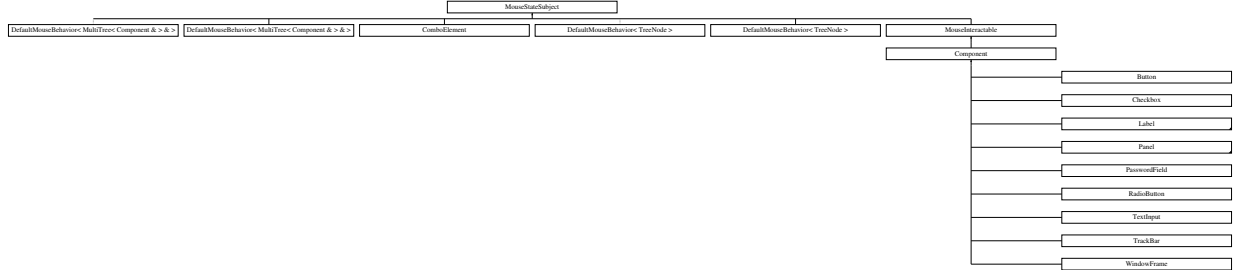 MouseStateSubject
DefaultMouseBehavior< MultiTree< Component & > & >
DefaultMouseBehavior< MultiTree< Component & > & >
ComboElement
DefaultMouseBehavior< TreeNode >
DefaultMouseBehavior< TreeNode >
MouseInteractable
Component
Button
Checkbox
Label
Panel
PasswordField
RadioButton
TextInput
TrackBar
WindowFrame